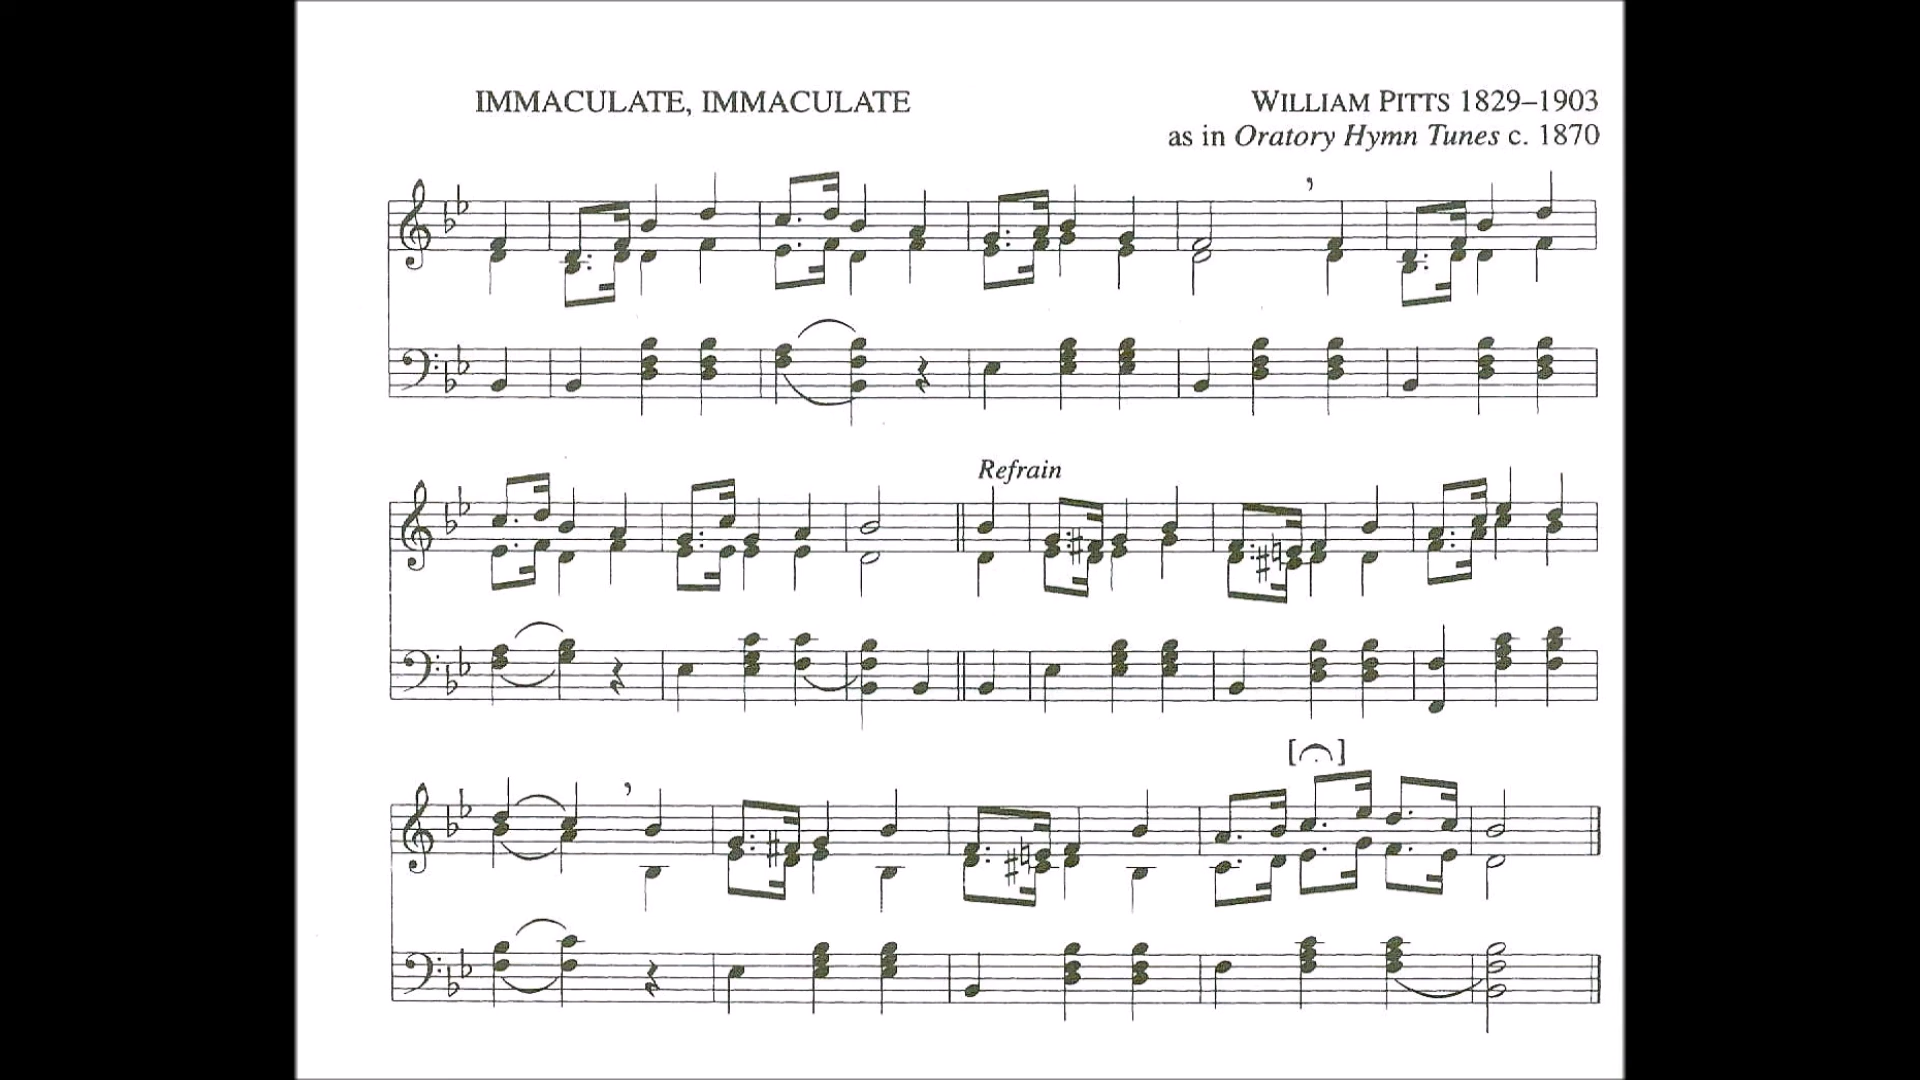 IMMACULATE, IMMACULATE
WILLIAM PITTS 1829–1903
as in Oratory Hymn Tunes c. 1870
Refrain